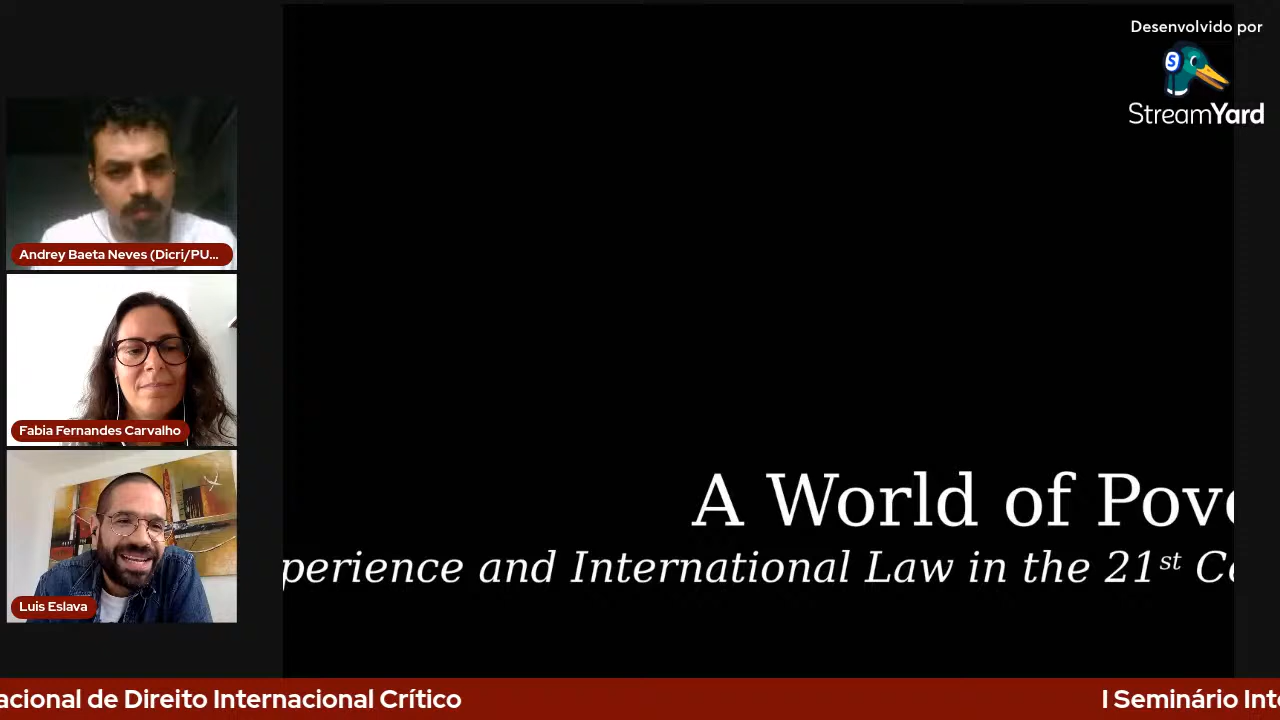 Desenvolvido por
StreamYard
Andrey Baeta Neves (Dicri/PU...
Fabia Fernandes Carvalho
Luis Eslava
A World of Pove
perience and International Law in the 21st Ce
acional de Direito Internacional Crítico
I Seminário Inte